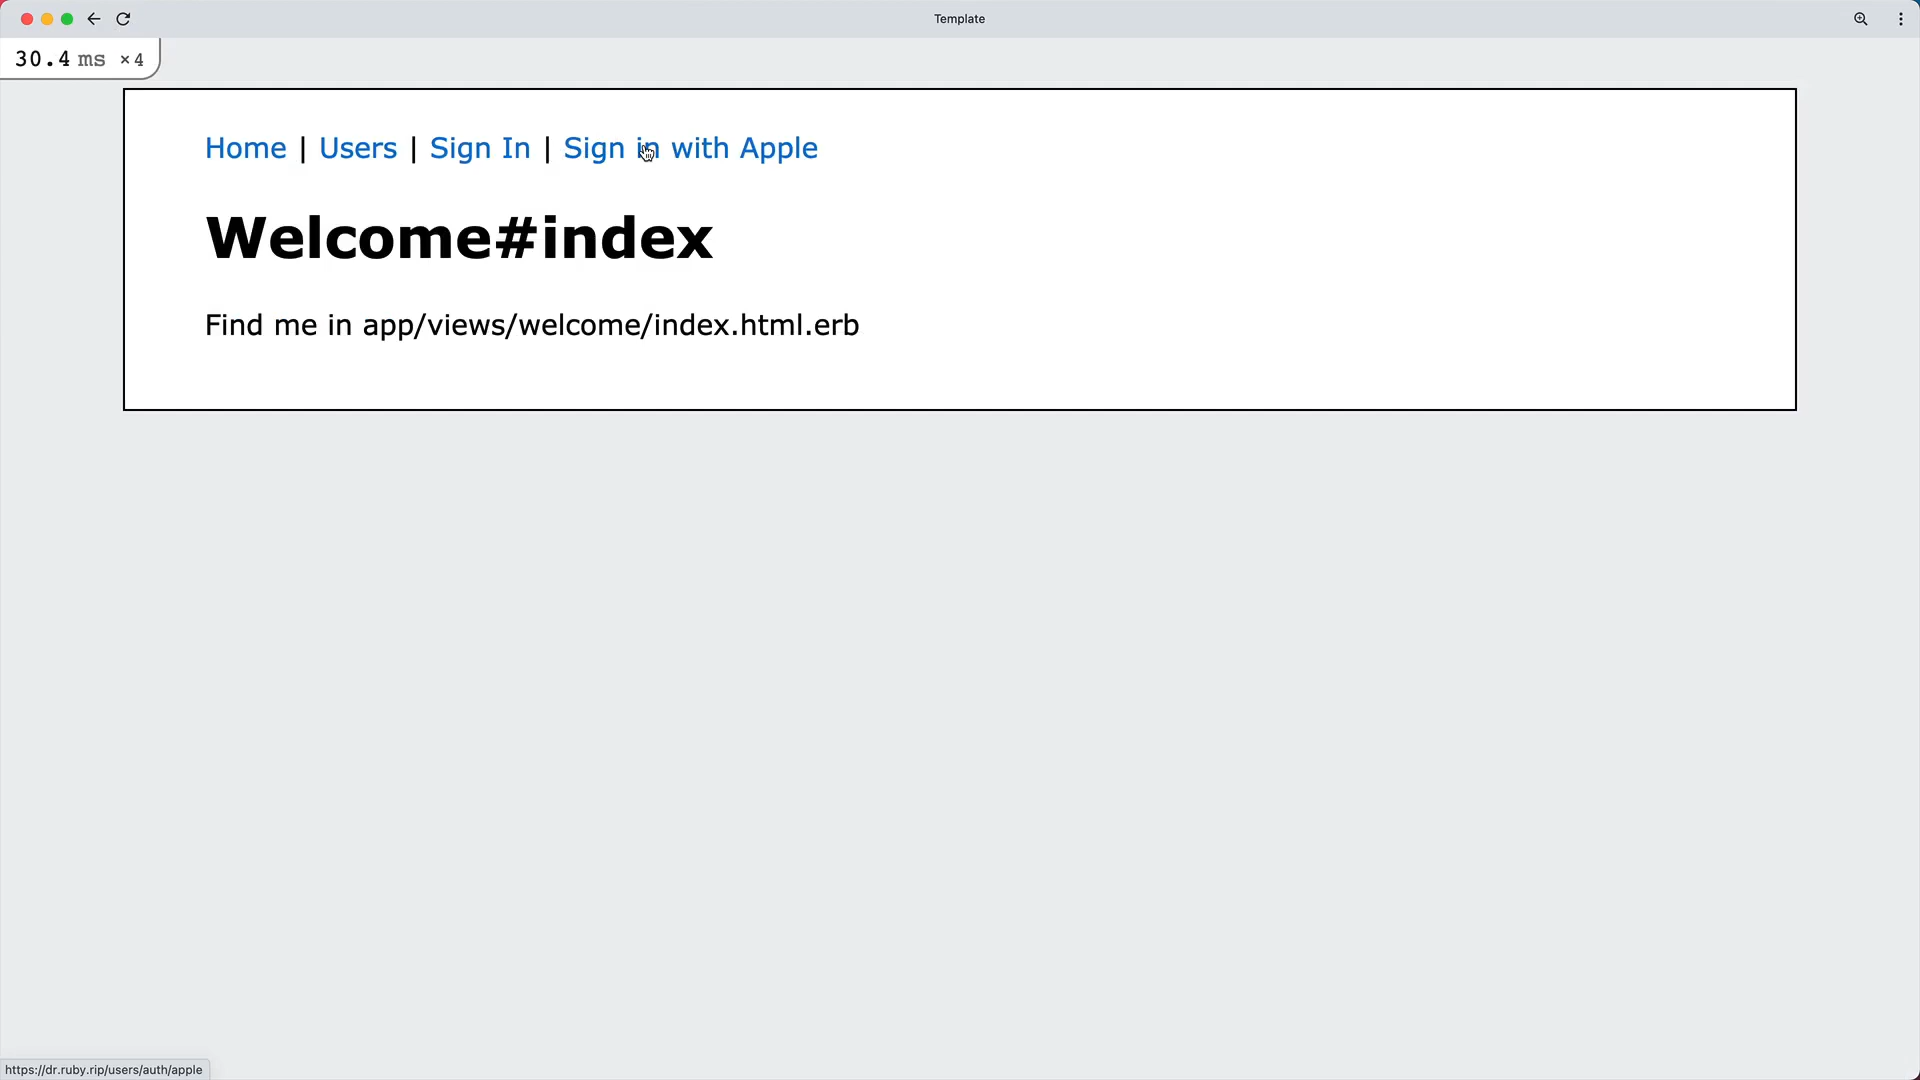 Template
30.4 ms ×4
Home | Users | Sign In | Sign in with Apple
Welcome#index
Find me in app/views/welcome/index.html.erb
https://dr.ruby.rip/users/auth/apple